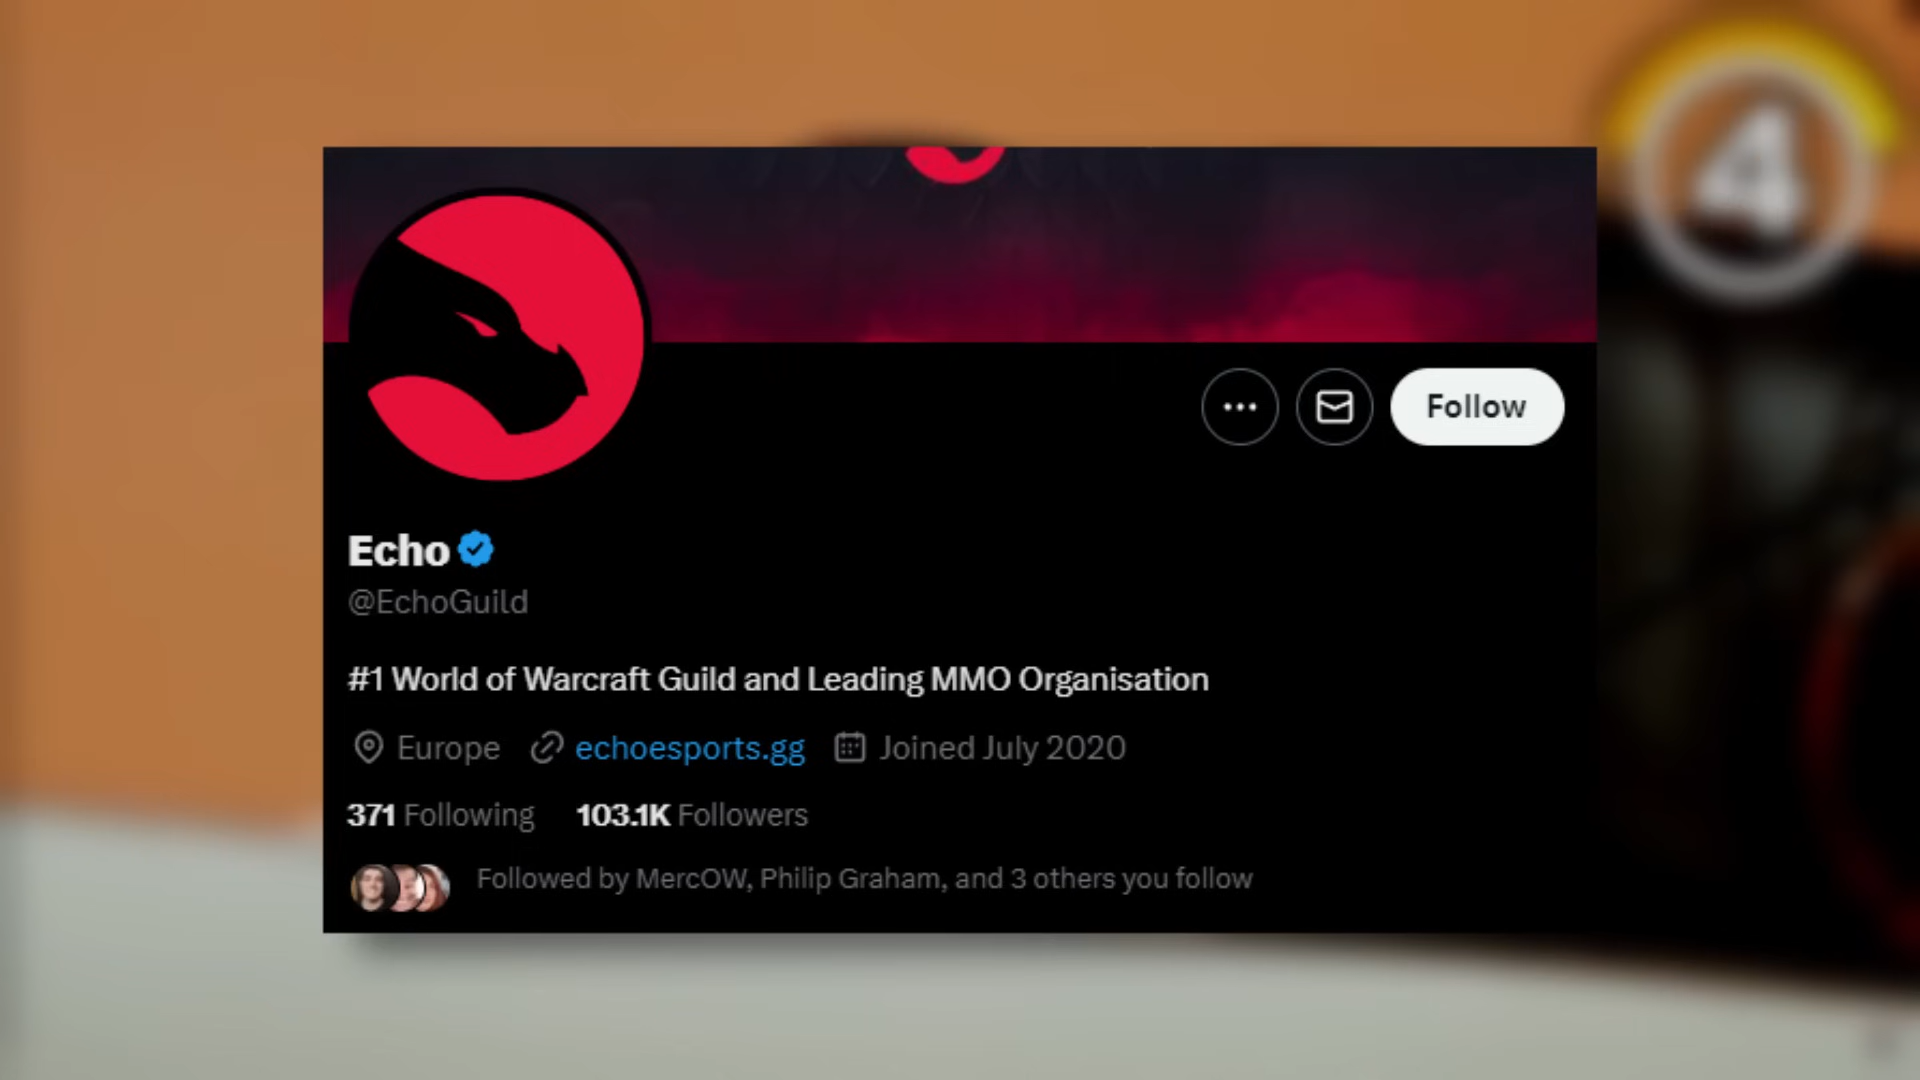 4
Follow
Echo
@EchoGuild
#1 World of Warcraft Guild and Leading MMO Organisation
Europe echoesports.gg Joined July 2020
371 Following 103.1K Followers
Followed by MercOW, Philip Graham, and 3 others you follow